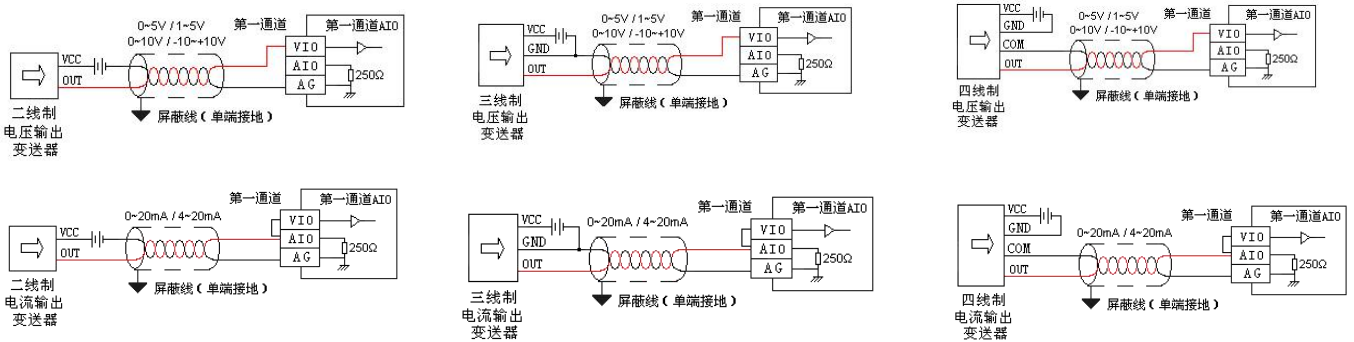 0~5V / 1~5V
0~10V / -10~+10V
第一通道
第一通道AI0
VCC
OUT
VI0
AI0
AG
250Ω
屏蔽线(单端接地)
二线制
电压输出
变送器
0~5V / 1~5V
0~10V / -10~+10V
第一通道
第一通道AI0
VCC
GND
OUT
VI0
AI0
AG
250Ω
屏蔽线(单端接地)
三线制
电压输出
变送器
0~5V / 1~5V
0~10V / -10~+10V
第一通道
第一通道AI0
VCC
GND
COM
OUT
VI0
AI0
AG
250Ω
屏蔽线(单端接地)
四线制
电压输出
变送器
0~20mA / 4~20mA
第一通道
第一通道AI0
VCC
OUT
VI0
AI0
AG
250Ω
屏蔽线(单端接地)
二线制
电流输出
变送器
0~20mA / 4~20mA
第一通道
第一通道AI0
VCC
GND
OUT
VI0
AI0
AG
250Ω
屏蔽线(单端接地)
三线制
电流输出
变送器
0~20mA / 4~20mA
第一通道
第一通道AI0
VCC
GND
COM
OUT
VI0
AI0
AG
250Ω
屏蔽线(单端接地)
四线制
电流输出
变送器